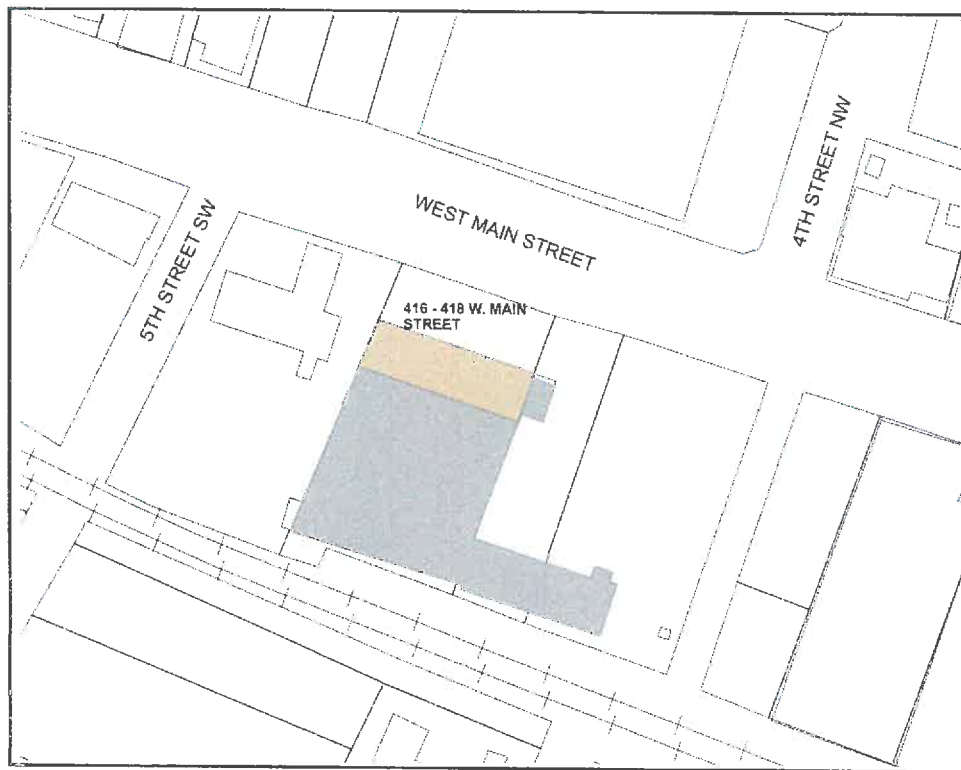 4TH STREET NW
WEST MAIN STREET
5TH STREET SW
416 - 418 W. MAIN
STREET